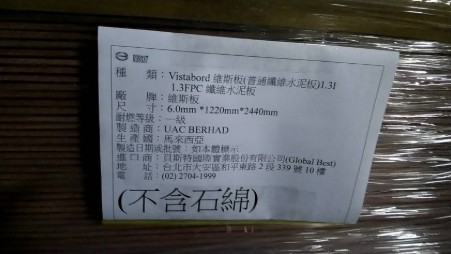 種　類：Vistabord 維斯板(普通纖維水泥板)1.3I
1.3FPC 纖維水泥板
廠　牌：維斯板
尺　寸：6.0mm *1220mm*2440mm
耐燃等級：一級
製造商：UAC BERHAD
生產國：馬來西亞
製造日期或批號：如本體標示
進口商：貝斯特國際實業股份有限公司(Global Best)
地　址：台北市大安區和平東路 2 段 339 號 10 樓
電　話：(02) 2704-1999
(不含石綿)